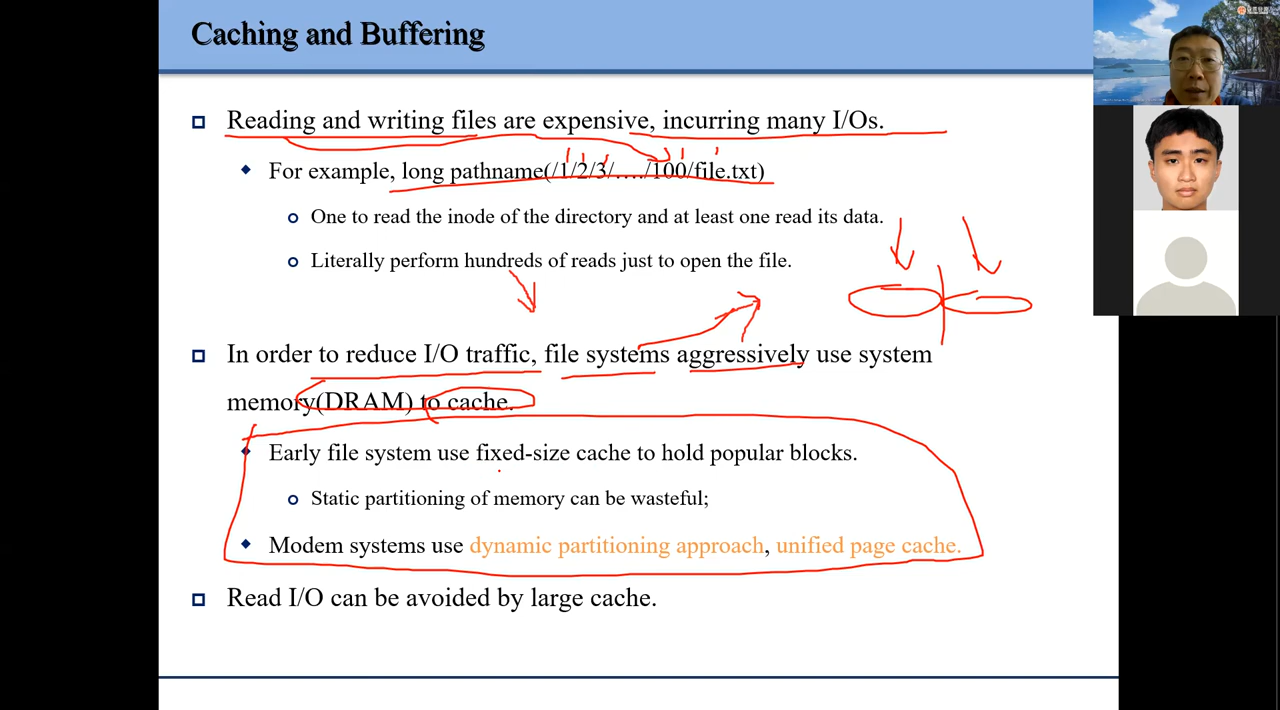 Caching and Buffering
Reading and writing files are expensive, incurring many I/Os.
For example, long pathname(/1/2/3/…./100/file.txt)
One to read the inode of the directory and at least one read its data.
Literally perform hundreds of reads just to open the file.
In order to reduce I/O traffic, file systems aggressively use system
memory(DRAM) to cache.
Early file system use fixed-size cache to hold popular blocks.
Static partitioning of memory can be wasteful;
Modem systems use dynamic partitioning approach, unified page cache.
Read I/O can be avoided by large cache.